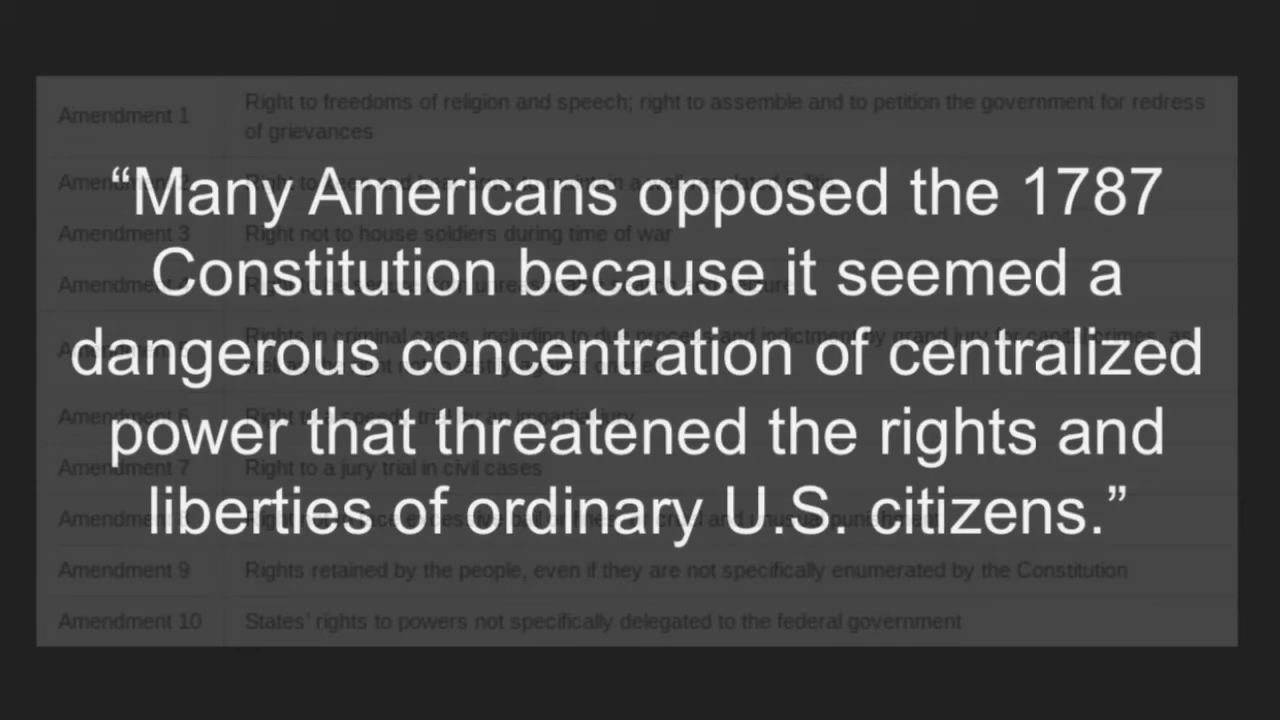 Amendment 1
Right to freedoms of religion and speech; right to assemble and to petition the government for redress
of grievances
“Many Americans opposed the 1787
Constitution because it seemed a
dangerous concentration of centralized
power that threatened the rights and
liberties of ordinary U.S. citizens.”
Amendment 3
Right not to house soldiers during time of war
Amendment 7
Right to a jury trial in civil cases
Amendment 9
Rights retained by the people, even if they are not specifically enumerated by the Constitution
Amendment 10
States’ rights to powers not specifically delegated to the federal government